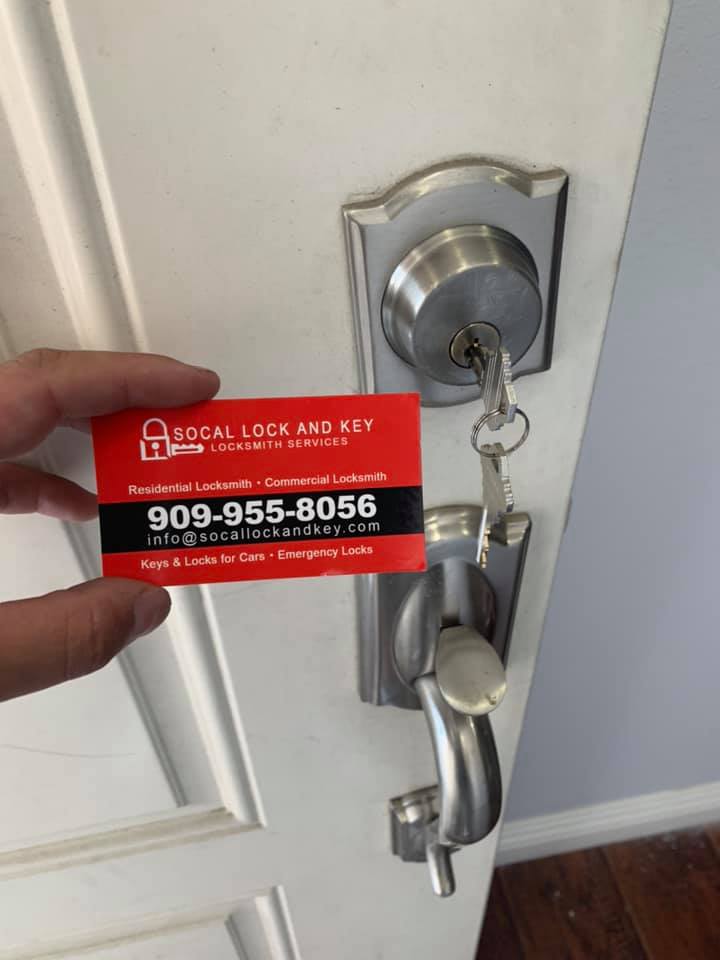 SOCAL LOCK AND KEY
LOCKSMITH SERVICES
Residential Locksmith • Commercial Locksmith
909-955-8056
info@socallockandkey.com
Keys & Locks for Cars • Emergency Locks